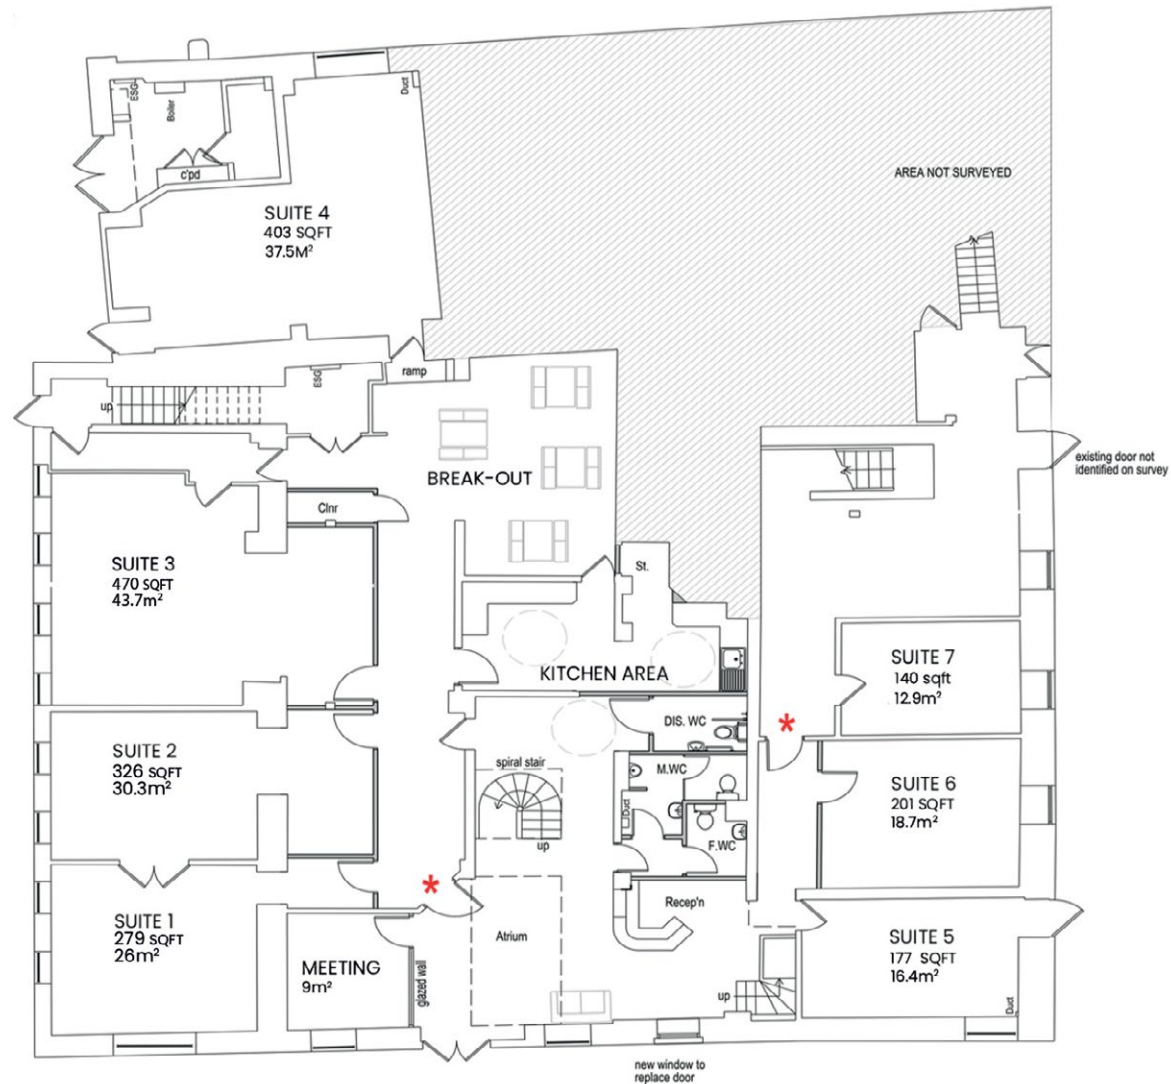 ESG
Boiler
Duct
c'pd
AREA NOT SURVEYED
SUITE 4
403 SQFT
37.5M²
ramp
ESG
up
existing door not
identified on survey
BREAK-OUT
Clnr
SUITE 3
470 SQFT
43.7m²
St.
KITCHEN AREA
SUITE 7
140 sqft
12.9m²
DIS. WC
*
SUITE 2
326 SQFT
30.3m²
spiral stair
M.WC
SUITE 6
201 SQFT
18.7m²
Duct
up
F.WC
*
Recep'n
SUITE 1
279 SQFT
26m²
Atrium
SUITE 5
177 SQFT
16.4m²
MEETING
9m²
glazed wall
up
Duct
new window to
replace door